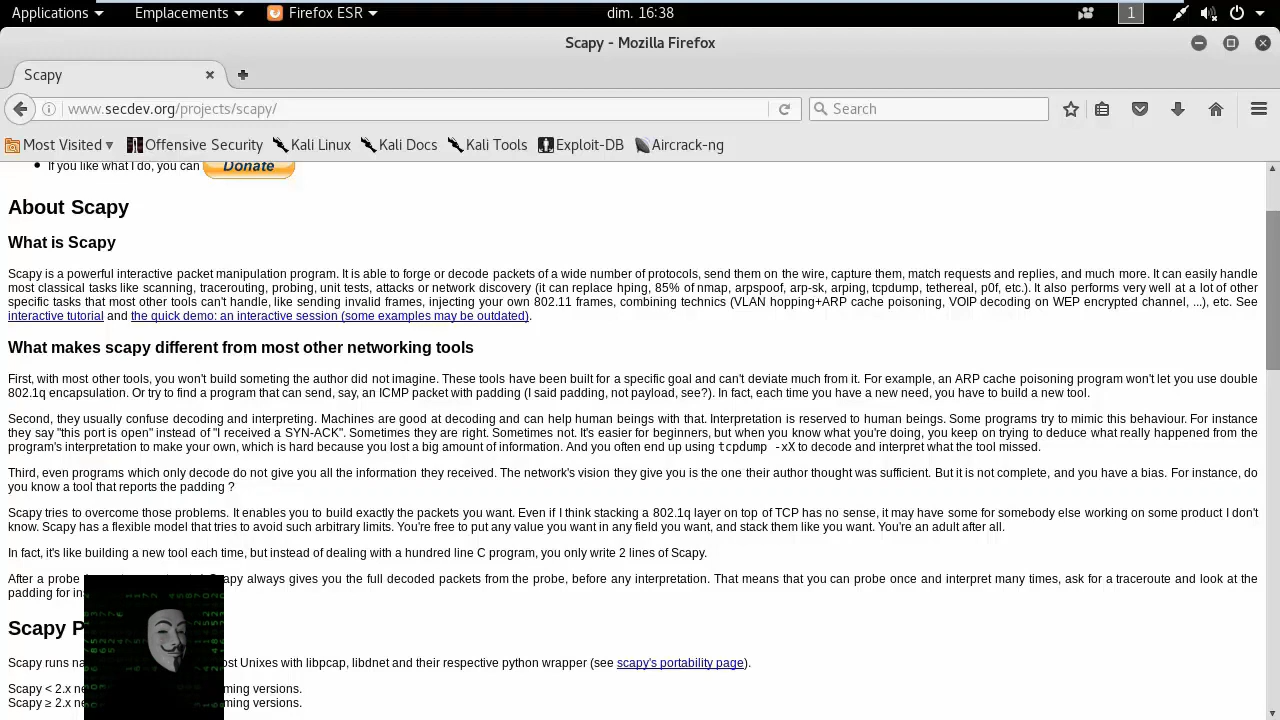 Applications Emplacements Firefox ESR dim. 16:38 1
Scapy - Mozilla Firefox
Scapy
www.secdev.org/projects/scapy/ Search
Most Visited Offensive Security Kali Linux Kali Docs Kali Tools Exploit-DB Aircrack-ng
If you like what I do, you can Donate
About Scapy
What is Scapy
Scapy is a powerful interactive packet manipulation program. It is able to forge or decode packets of a wide number of protocols, send them on the wire, capture them, match requests and replies, and much more. It can easily handle
most classical tasks like scanning, tracerouting, probing, unit tests, attacks or network discovery (it can replace hping, 85% of nmap, arpspoof, arp-sk, arping, tcpdump, tethereal, p0f, etc.). It also performs very well at a lot of other
specific tasks that most other tools can't handle, like sending invalid frames, injecting your own 802.11 frames, combining technics (VLAN hopping+ARP cache poisoning, VOIP decoding on WEP encrypted channel, ...), etc. See
interactive tutorial and the quick demo: an interactive session (some examples may be outdated).
What makes scapy different from most other networking tools
First, with most other tools, you won't build someting the author did not imagine. These tools have been built for a specific goal and can't deviate much from it. For example, an ARP cache poisoning program won't let you use double
802.1q encapsulation. Or try to find a program that can send, say, an ICMP packet with padding (I said padding, not payload, see?). In fact, each time you have a new need, you have to build a new tool.
Second, they usually confuse decoding and interpreting. Machines are good at decoding and can help human beings with that. Interpretation is reserved to human beings. Some programs try to mimic this behaviour. For instance
they say "this port is open" instead of "I received a SYN-ACK". Sometimes they are right. Sometimes not. It's easier for beginners, but when you know what you're doing, you keep on trying to deduce what really happened from the
program's interpretation to make your own, which is hard because you lost a big amount of information. And you often end up using tcpdump -xX to decode and interpret what the tool missed.
Third, even programs which only decode do not give you all the information they received. The network's vision they give you is the one their author thought was sufficient. But it is not complete, and you have a bias. For instance, do
you know a tool that reports the padding ?
Scapy tries to overcome those problems. It enables you to build exactly the packets you want. Even if I think stacking a 802.1q layer on top of TCP has no sense, it may have some for somebody else working on some product I don't
know. Scapy has a flexible model that tries to avoid such arbitrary limits. You're free to put any value you want in any field you want, and stack them like you want. You're an adult after all.
In fact, it's like building a new tool each time, but instead of dealing with a hundred line C program, you only write 2 lines of Scapy.
After a probe Scapy always gives you the full decoded packets from the probe, before any interpretation. That means that you can probe once and interpret many times, ask for a traceroute and look at the
padding for
Scapy
Scapy runs Unixes with libpcap, libdnet and their respecive python wrapper (see scapy's portability page).
Scapy < 2.x versions.
Scapy ≥ 2.x versions.